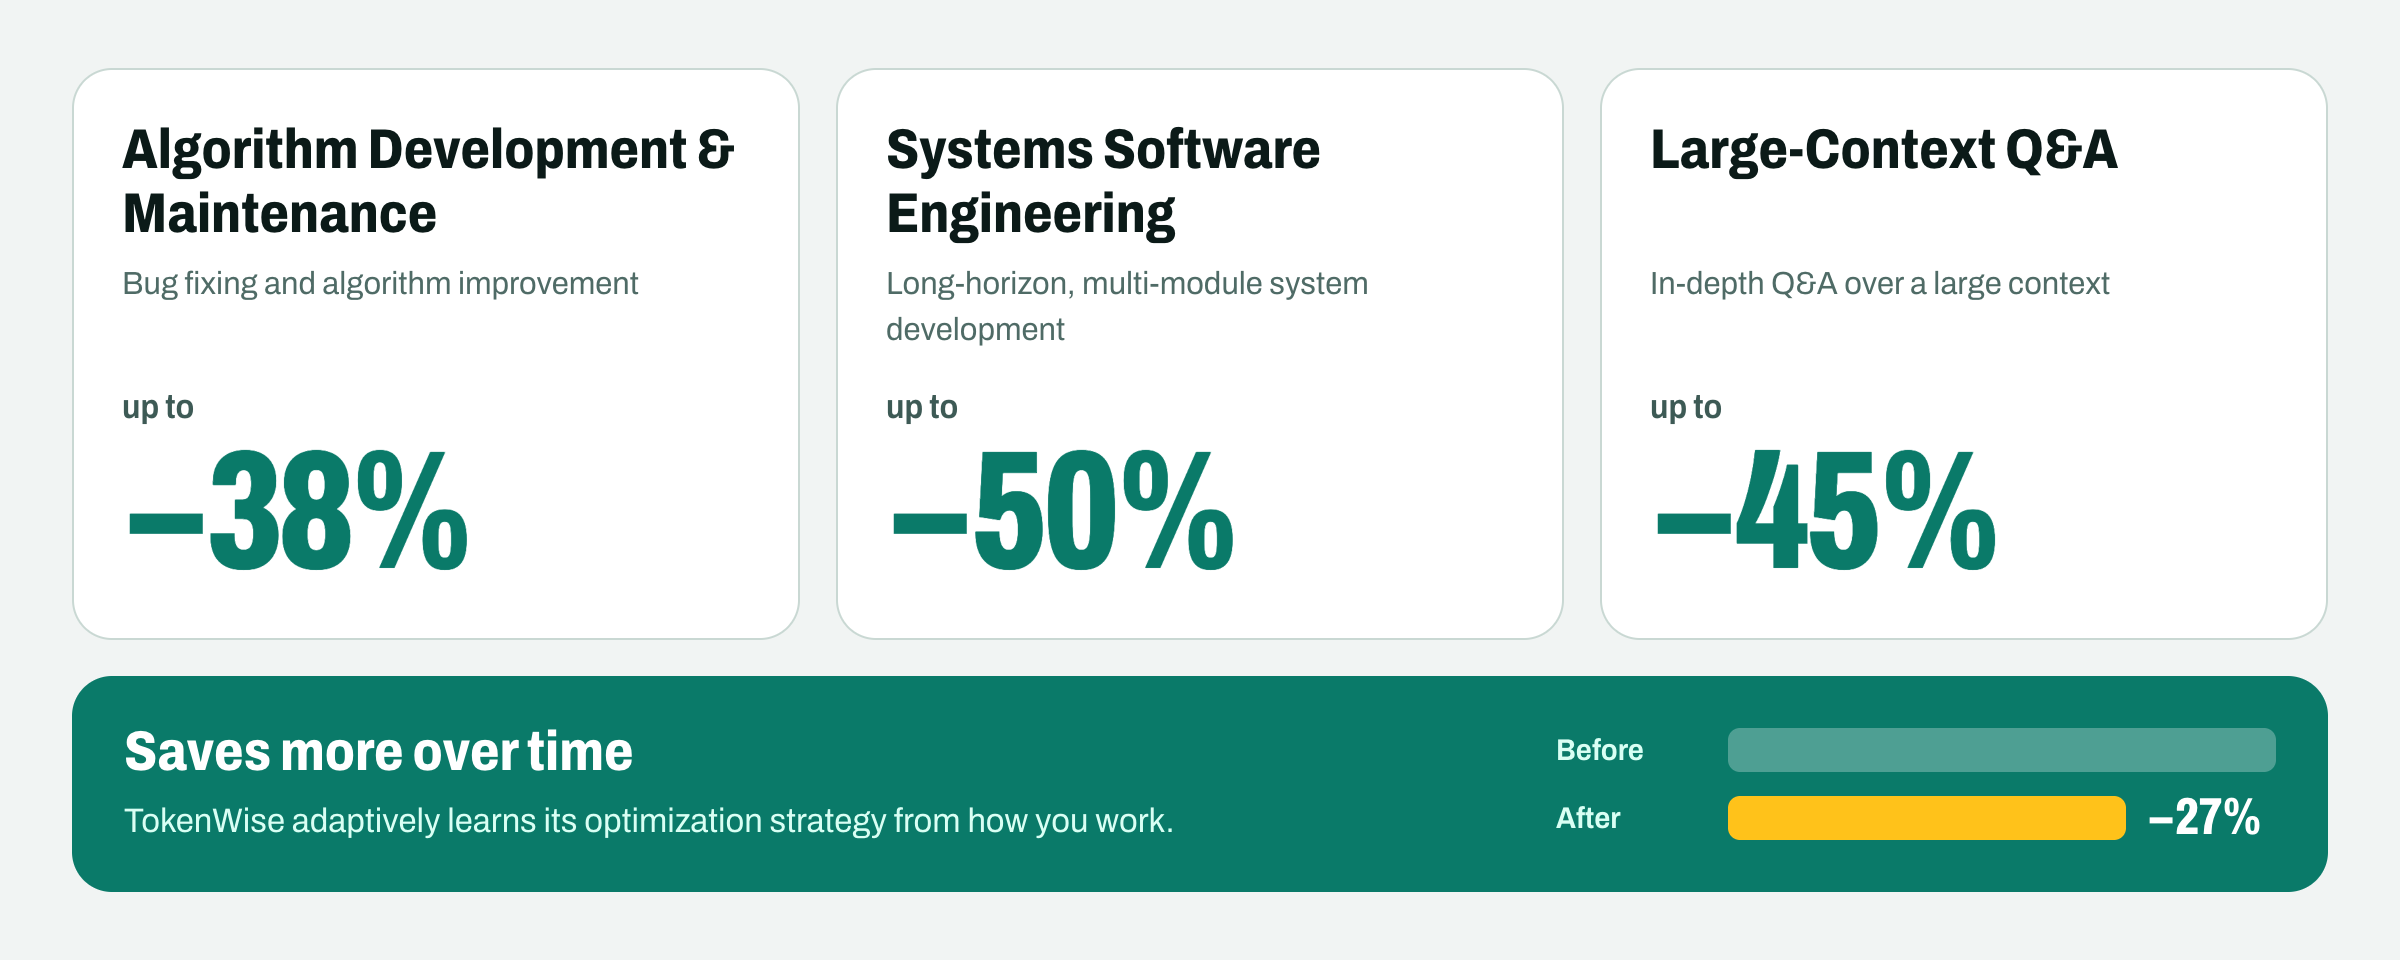 Algorithm Development &
Maintenance
Bug fixing and algorithm improvement
up to
–38%
Systems Software
Engineering
Long-horizon, multi-module system
development
up to
–50%
Large-Context Q&A
In-depth Q&A over a large context
up to
–45%
Saves more over time
TokenWise adaptively learns its optimization strategy from how you work.
Before
After
–27%